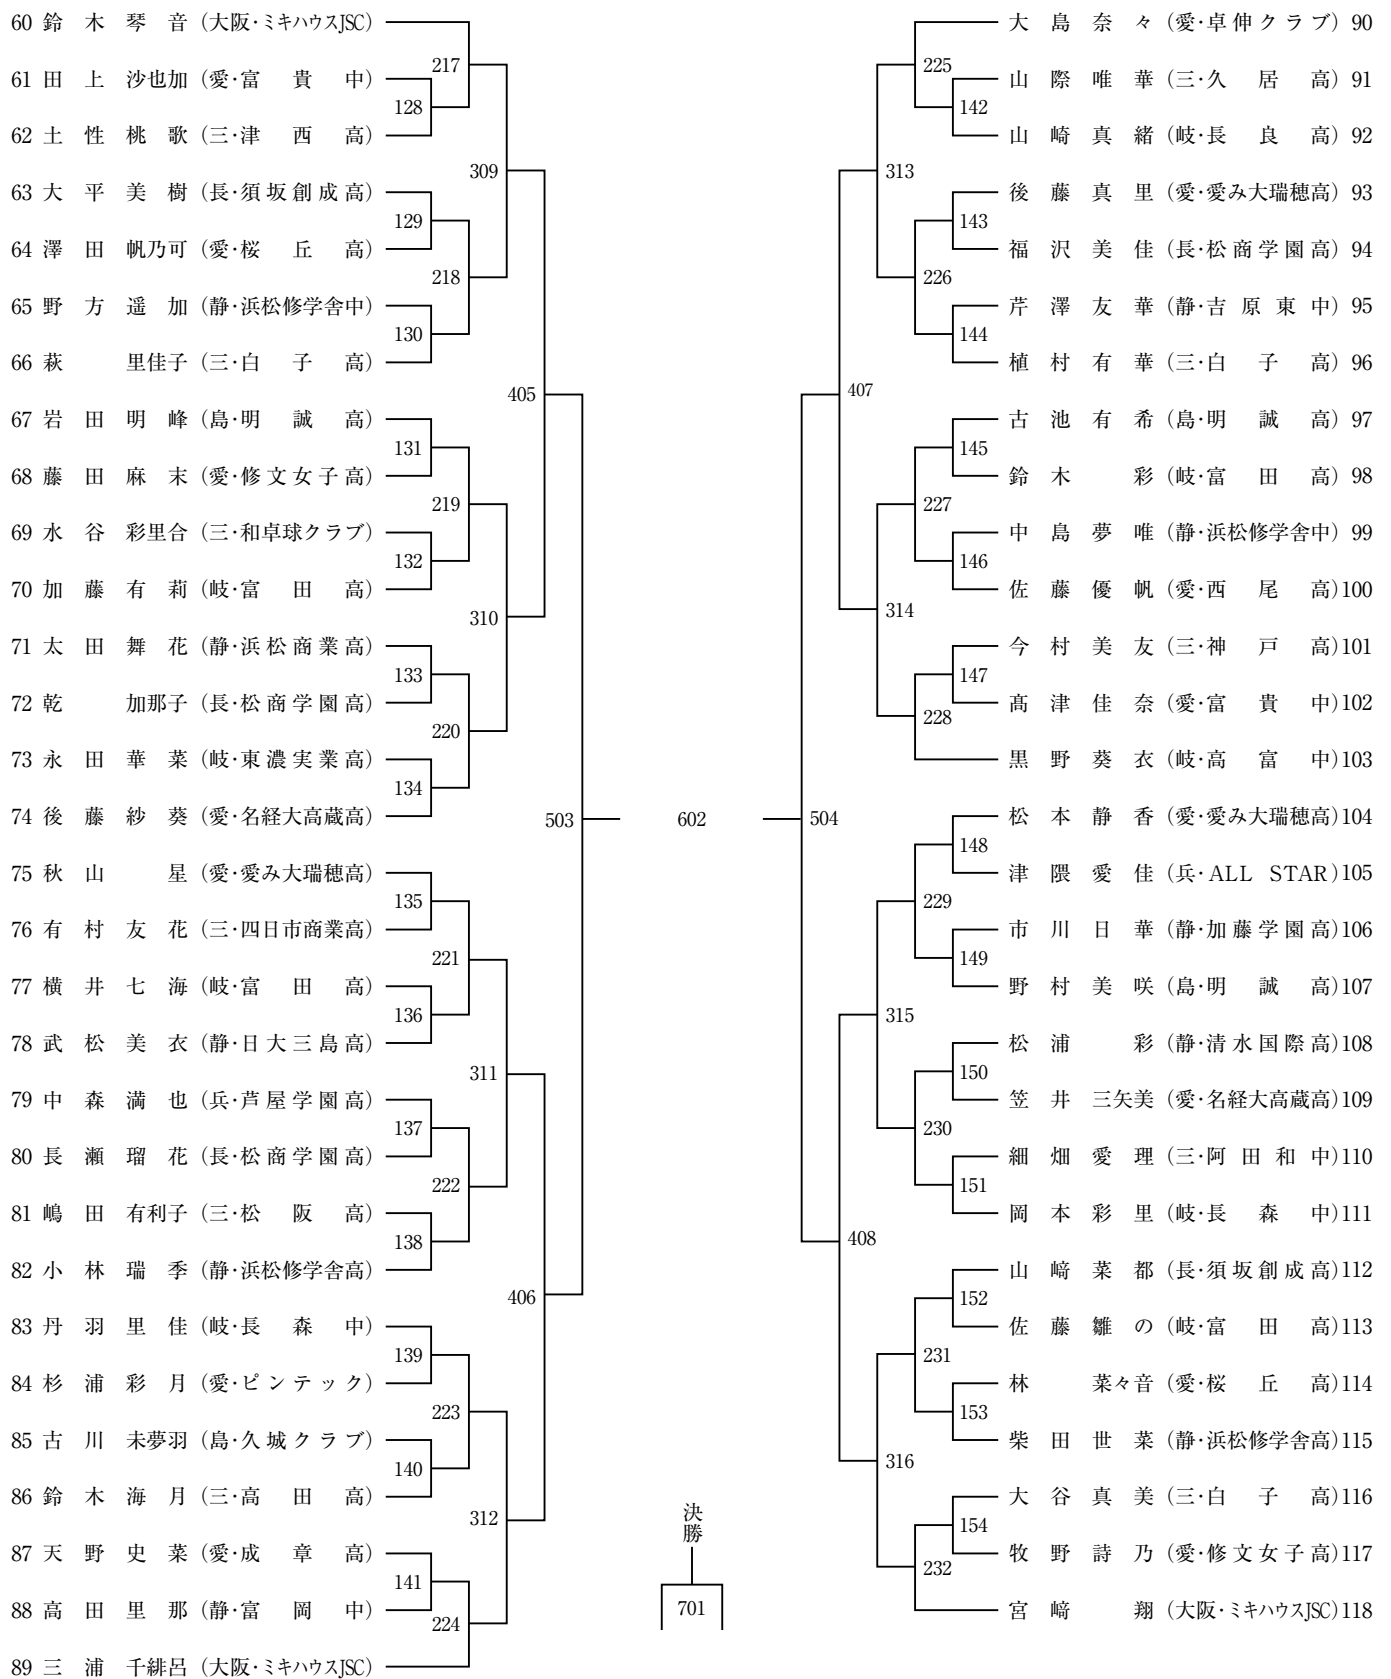 60 鈴木琴音 (大阪・ミキハウスJSC)
61 田上沙也加 (愛・富貴中)
62 土性桃歌 (三・津西高)
63 大平美樹 (長・須坂創成高)
64 澤田帆乃可 (愛・桜丘高)
65 野方遥加 (静・浜松修学舎中)
66 萩里佳子 (三・白子高)
67 岩田明峰 (島・明誠高)
68 藤田麻末 (愛・修文女子高)
69 水谷彩里合 (三・和卓球クラブ)
70 加藤有莉 (岐・富田高)
71 太田舞花 (静・浜松商業高)
72 乾加那子 (長・松商学園高)
73 永田華菜 (岐・東濃実業高)
74 後藤紗葵 (愛・名経大高蔵高)
75 秋山星 (愛・愛み大瑞穂高)
76 有村友花 (三・四日市商業高)
77 横井七海 (岐・富田高)
78 武松美衣 (静・日大三島高)
79 中森満也 (兵・芦屋学園高)
80 長瀬瑠花 (長・松商学園高)
81 嶋田有利子 (三・松阪高)
82 小林瑞季 (静・浜松修学舎高)
83 丹羽里佳 (岐・長森中)
84 杉浦彩月 (愛・ピンテック)
85 古川未夢羽 (島・久城クラブ)
86 鈴木海月 (三・高田高)
87 天野史菜 (愛・成章高)
88 高田里那 (静・富岡中)
89 三浦千緋呂 (大阪・ミキハウスJSC)
217
128
309
129
218
130
405
131
219
132
310
133
220
134
503
135
221
136
311
137
222
138
406
139
223
140
312
141
224
602
決勝
701
225
142
313
143
226
144
407
145
227
146
314
147
228
504
148
229
149
315
150
230
151
408
152
231
153
316
154
232
大島奈々 (愛・卓伸クラブ) 90
山際唯華 (三・久居高) 91
山崎真緒 (岐・長良高) 92
後藤真里 (愛・愛み大瑞穂高) 93
福沢美佳 (長・松商学園高) 94
芹澤友華 (静・吉原東中) 95
植村有華 (三・白子高) 96
古池有希 (島・明誠高) 97
鈴木彩 (岐・富田高) 98
中島夢唯 (静・浜松修学舎中) 99
佐藤優帆 (愛・西尾高) 100
今村美友 (三・神戸高) 101
髙津佳奈 (愛・富貴中) 102
黒野葵衣 (岐・高富中) 103
松本静香 (愛・愛み大瑞穂高) 104
津隈愛佳 (兵・ALL STAR) 105
市川日華 (静・加藤学園高) 106
野村美咲 (島・明誠高) 107
松浦彩 (静・清水国際高) 108
笠井三矢美 (愛・名経大高蔵高) 109
細畑愛理 (三・阿田和中) 110
岡本彩里 (岐・長森中) 111
山﨑菜都 (長・須坂創成高) 112
佐藤雛の (岐・富田高) 113
林菜々音 (愛・桜丘高) 114
柴田世菜 (静・浜松修学舎高) 115
大谷真美 (三・白子高) 116
牧野詩乃 (愛・修文女子高) 117
宮﨑翔 (大阪・ミキハウスJSC) 118